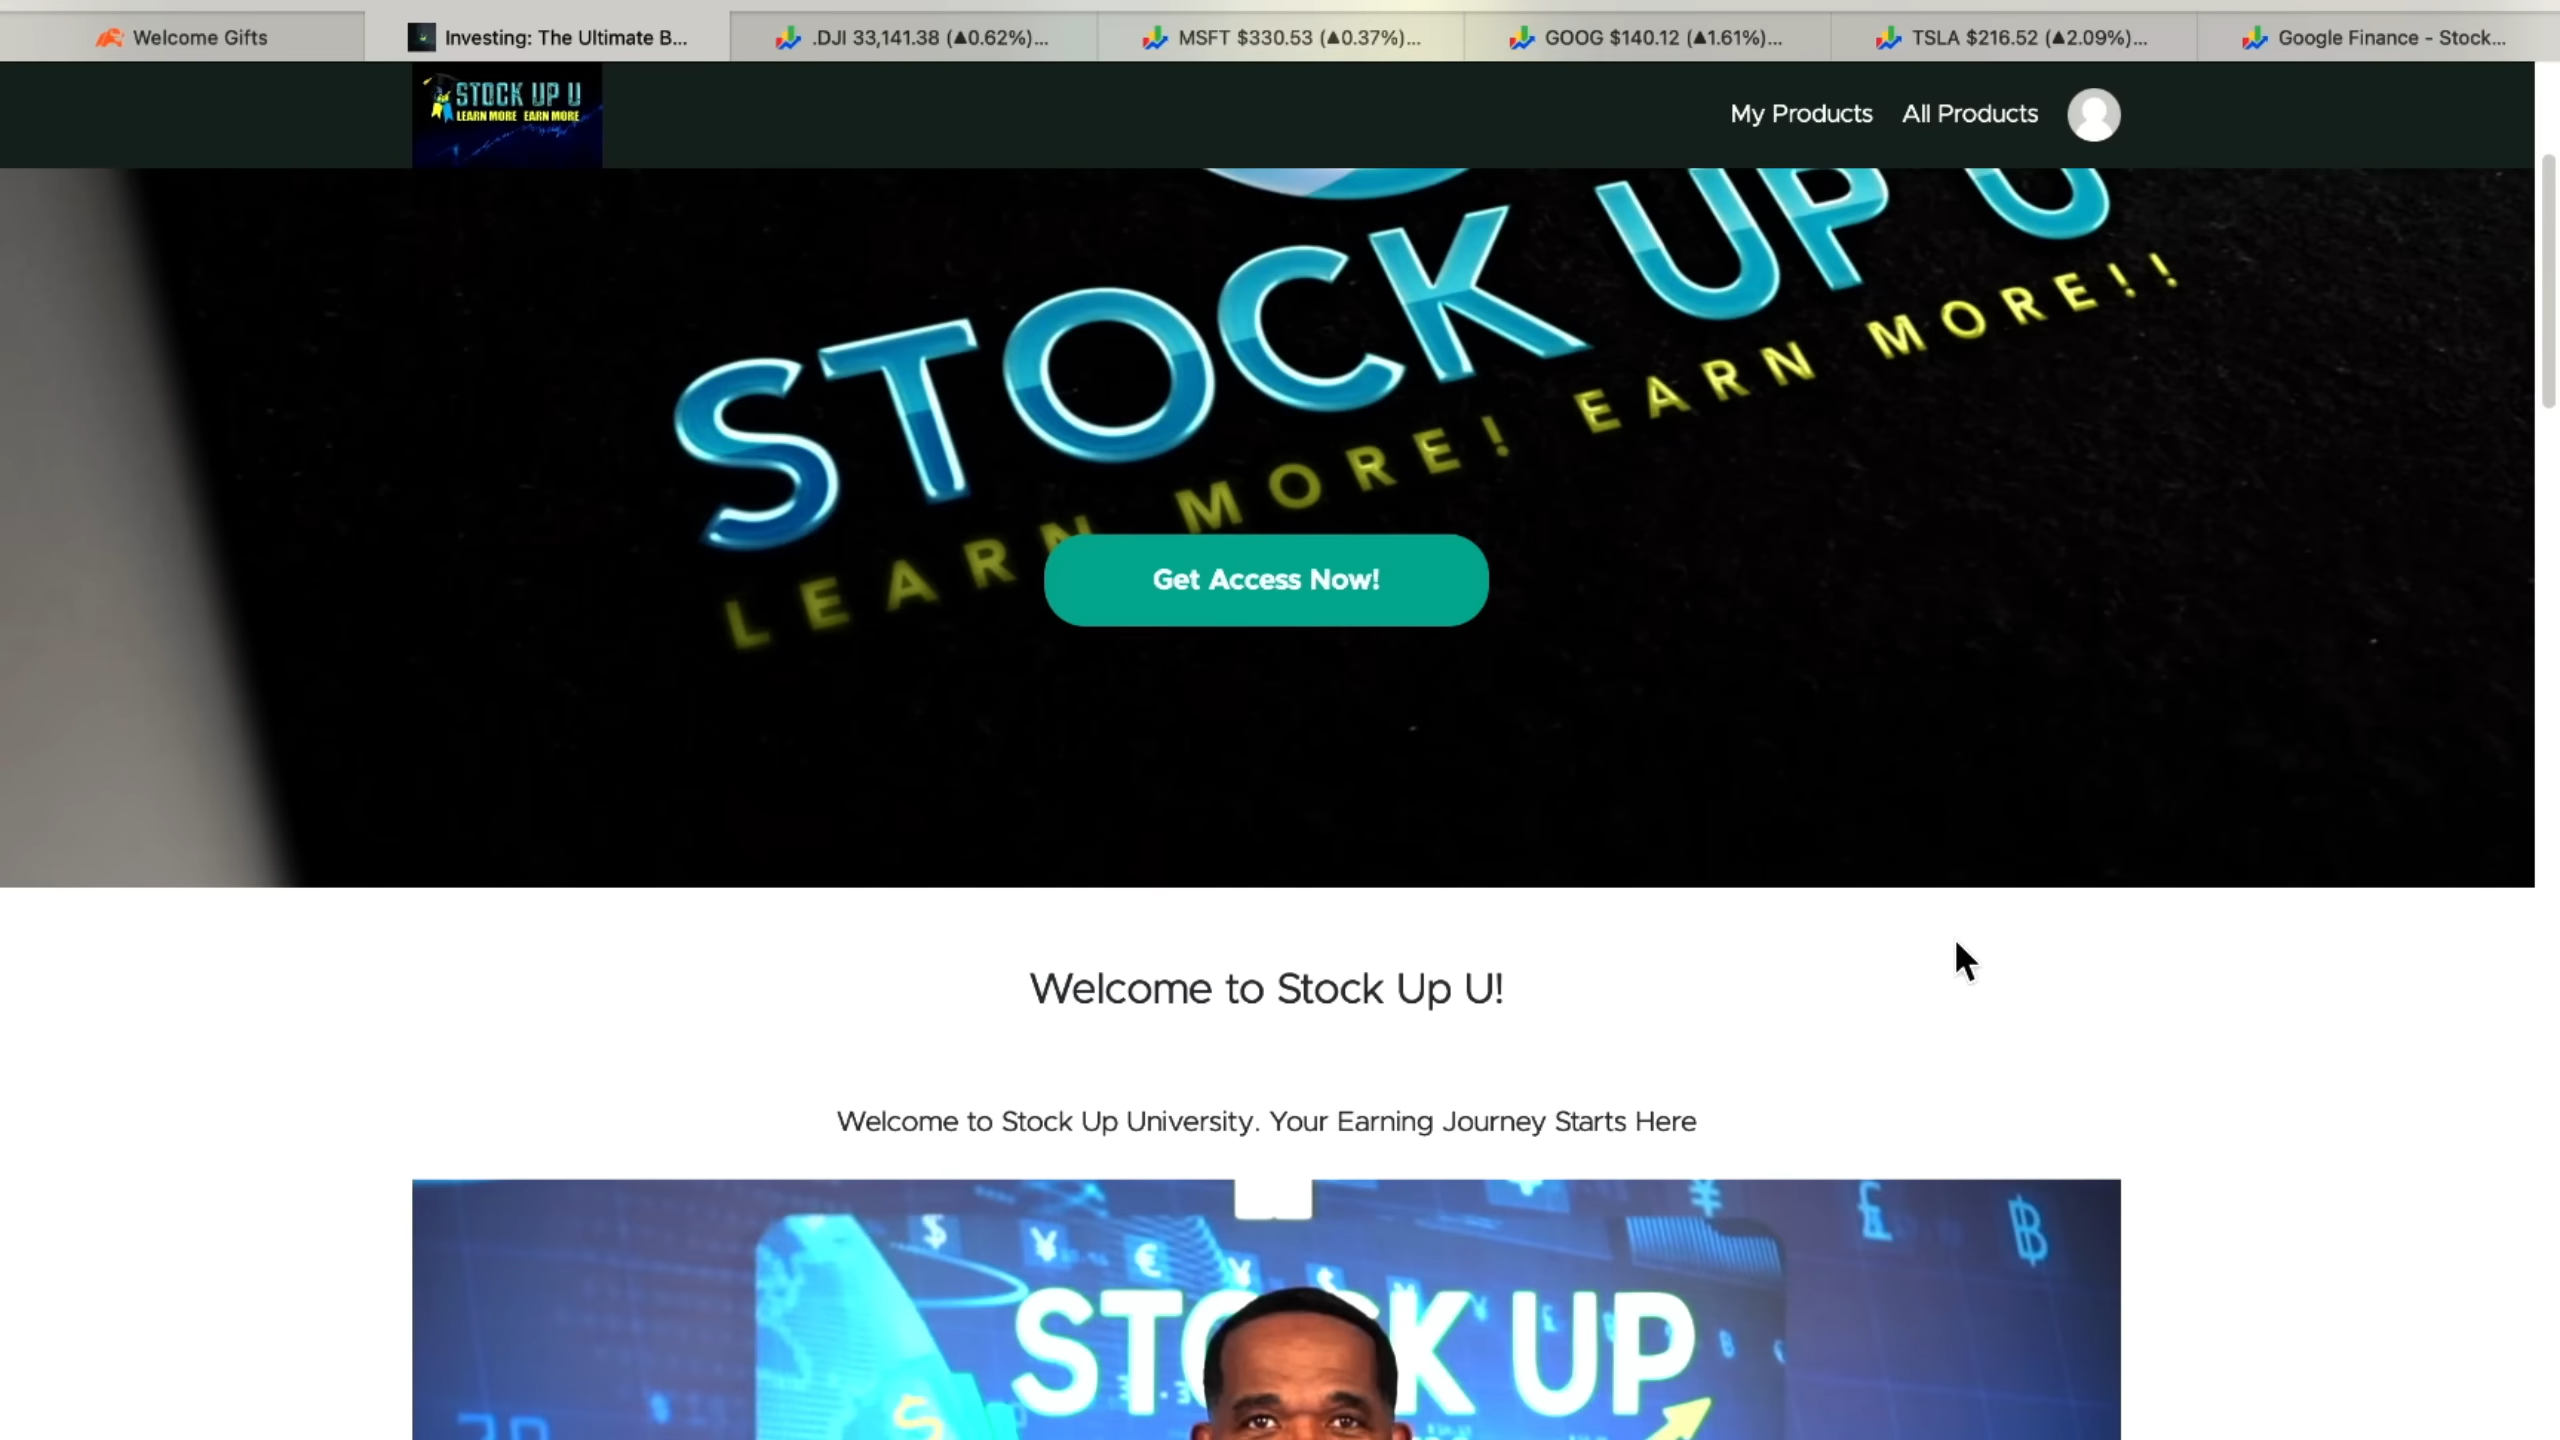 Welcome Gifts
Investing: The Ultimate B...
.DJI 33,141.38 (▲0.62%)...
MSFT $330.53 (▲0.37%)...
GOOG $140.12 (▲1.61%)...
TSLA $216.52 (▲2.09%)...
Google Finance - Stock...
STOCK UP U
LEARN MORE EARN MORE
My Products
All Products
STOCK UP U
LEARN MORE! EARN MORE!!
Get Access Now!
Welcome to Stock Up U!
Welcome to Stock Up University. Your Earning Journey Starts Here
$ ¥ € ¥ £ ₿
STOCK UP